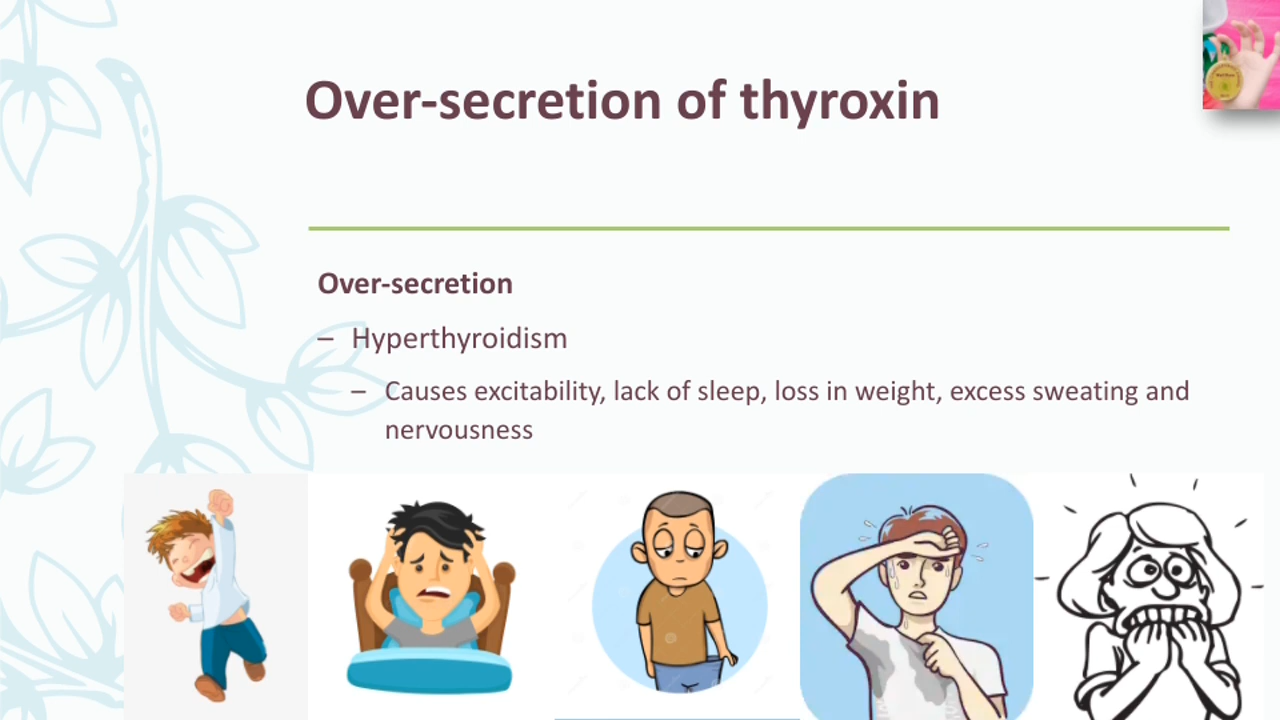 Over-secretion of thyroxin
Over-secretion
– Hyperthyroidism
– Causes excitability, lack of sleep, loss in weight, excess sweating and
nervousness